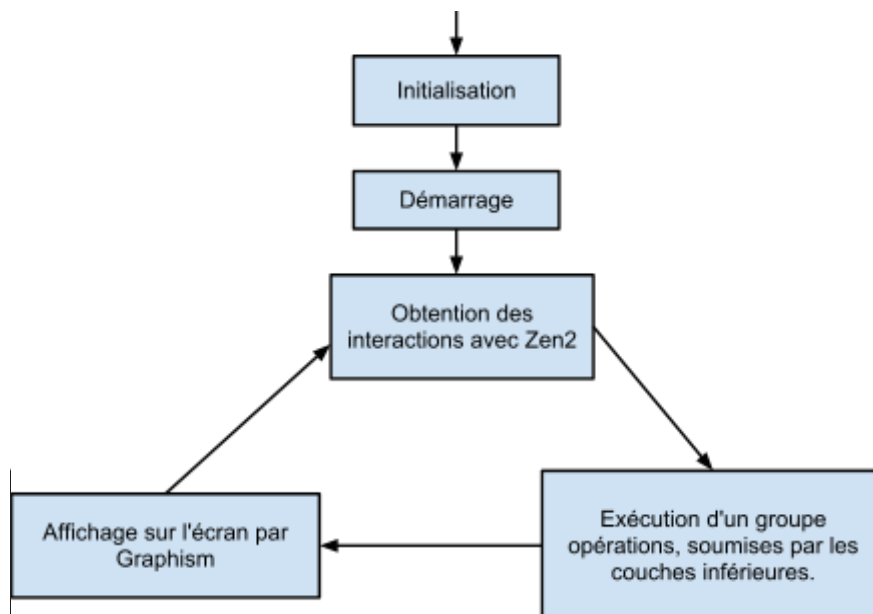 Initialisation
Démarrage
Obtention des
interactions avec Zen2
Affichage sur l'écran par
Graphism
Exécution d'un groupe
opérations, soumises par les
couches inférieures.